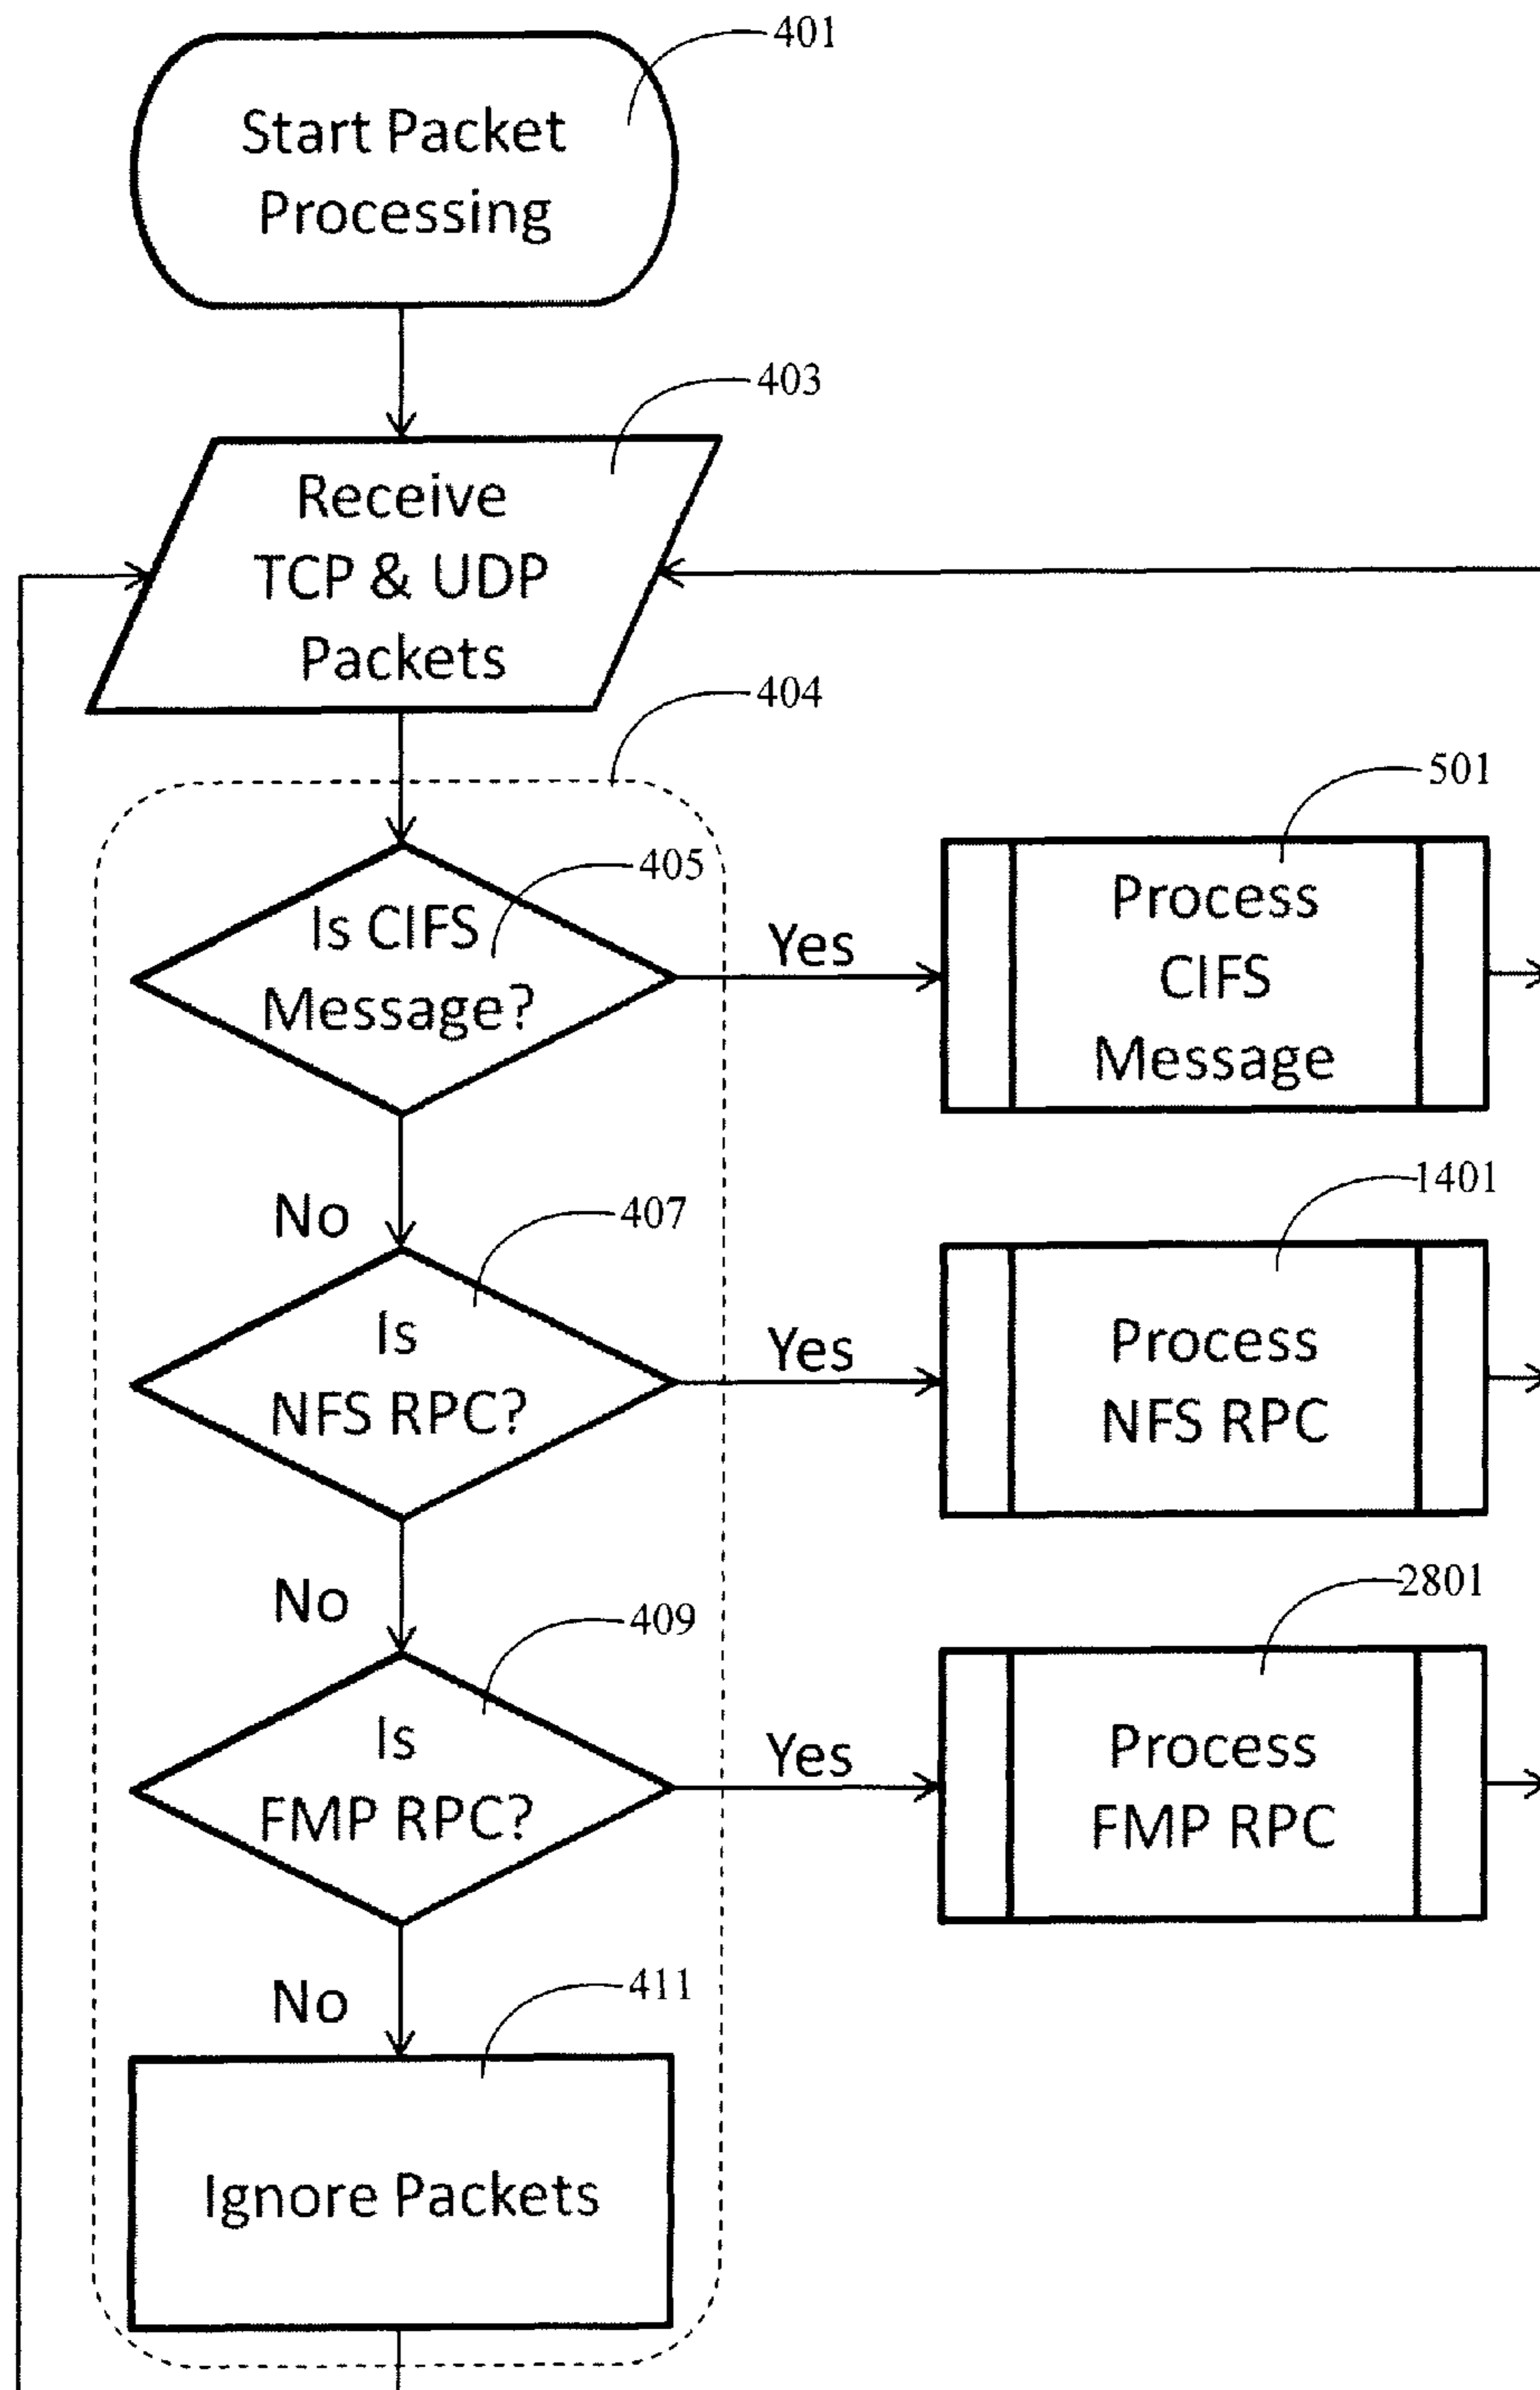 401
Start Packet
Processing
403
Receive
TCP & UDP
Packets
404
405
Is CIFS
Message?
Yes
501
Process
CIFS
Message
No
407
Is
NFS RPC?
Yes
1401
Process
NFS RPC
No
409
Is
FMP RPC?
Yes
2801
Process
FMP RPC
No
411
Ignore Packets